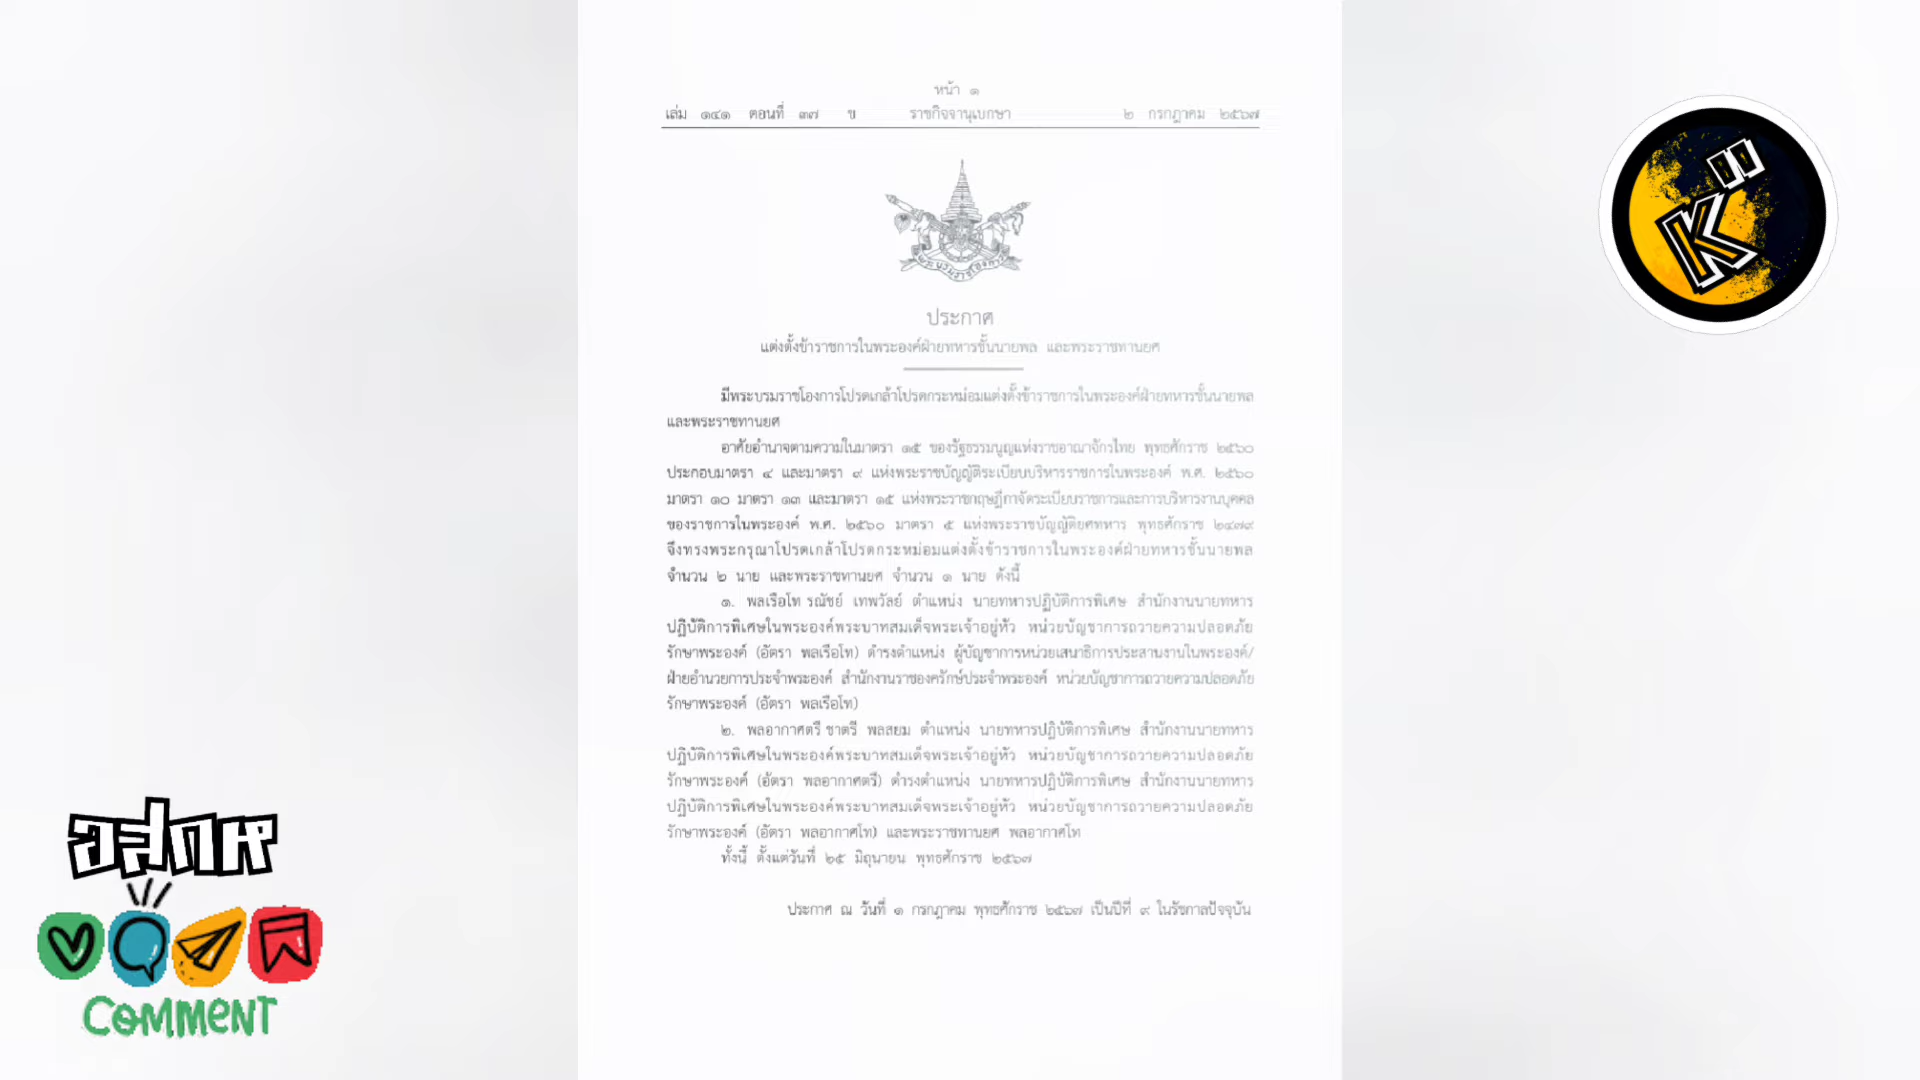 หน้า ๑
เล่ม ๑๔๑ ตอนที่ ๓๗ ข ราชกิจจานุเบกษา ๒ กรกฎาคม ๒๕๖๗
พระบรมราชโองการ
ประกาศ
แต่งตั้งข้าราชการในพระองค์ฝ่ายทหารชั้นนายพล และพระราชทานยศ
มีพระบรมราชโองการโปรดเกล้าโปรดกระหม่อมแต่งตั้งข้าราชการในพระองค์ฝ่ายทหารชั้นนายพล
และพระราชทานยศ
อาศัยอำนาจตามความในมาตรา ๑๕ ของรัฐธรรมนูญแห่งราชอาณาจักรไทย พุทธศักราช ๒๕๖๐
ประกอบมาตรา ๔ และมาตรา ๙ แห่งพระราชบัญญัติระเบียบบริหารราชการในพระองค์ พ.ศ. ๒๕๖๐
มาตรา ๑๐ มาตรา ๑๓ และมาตรา ๑๕ แห่งพระราชกฤษฎีกาจัดระเบียบราชการและการบริหารงานบุคคล
ของราชการในพระองค์ พ.ศ. ๒๕๖๐ มาตรา ๕ แห่งพระราชบัญญัติยศทหาร พุทธศักราช ๒๔๗๙
จึงทรงพระกรุณาโปรดเกล้าโปรดกระหม่อมแต่งตั้งข้าราชการในพระองค์ฝ่ายทหารชั้นนายพล
จำนวน ๒ นาย และพระราชทานยศ จำนวน ๑ นาย ดังนี้
๑. พลเรือโท รณัชย์ เทพวัลย์ ตำแหน่ง นายทหารปฏิบัติการพิเศษ สำนักงานนายทหาร
ปฏิบัติการพิเศษในพระองค์พระบาทสมเด็จพระเจ้าอยู่หัว หน่วยบัญชาการถวายความปลอดภัย
รักษาพระองค์ (อัตรา พลเรือโท) ดำรงตำแหน่ง ผู้บัญชาการหน่วยเสนาธิการประสานงานในพระองค์/
ฝ่ายอำนวยการประจำพระองค์ สำนักงานราชองครักษ์ประจำพระองค์ หน่วยบัญชาการถวายความปลอดภัย
รักษาพระองค์ (อัตรา พลเรือโท)
๒. พลอากาศตรี ชาตรี พลสยม ตำแหน่ง นายทหารปฏิบัติการพิเศษ สำนักงานนายทหาร
ปฏิบัติการพิเศษในพระองค์พระบาทสมเด็จพระเจ้าอยู่หัว หน่วยบัญชาการถวายความปลอดภัย
รักษาพระองค์ (อัตรา พลอากาศตรี) ดำรงตำแหน่ง นายทหารปฏิบัติการพิเศษ สำนักงานนายทหาร
ปฏิบัติการพิเศษในพระองค์พระบาทสมเด็จพระเจ้าอยู่หัว หน่วยบัญชาการถวายความปลอดภัย
รักษาพระองค์ (อัตรา พลอากาศโท) และพระราชทานยศ พลอากาศโท
ทั้งนี้ ตั้งแต่วันที่ ๒๕ มิถุนายน พุทธศักราช ๒๕๖๗
ประกาศ ณ วันที่ ๑ กรกฎาคม พุทธศักราช ๒๕๖๗ เป็นปีที่ ๙ ในรัชกาลปัจจุบัน
K"
อสกห
COMMENT